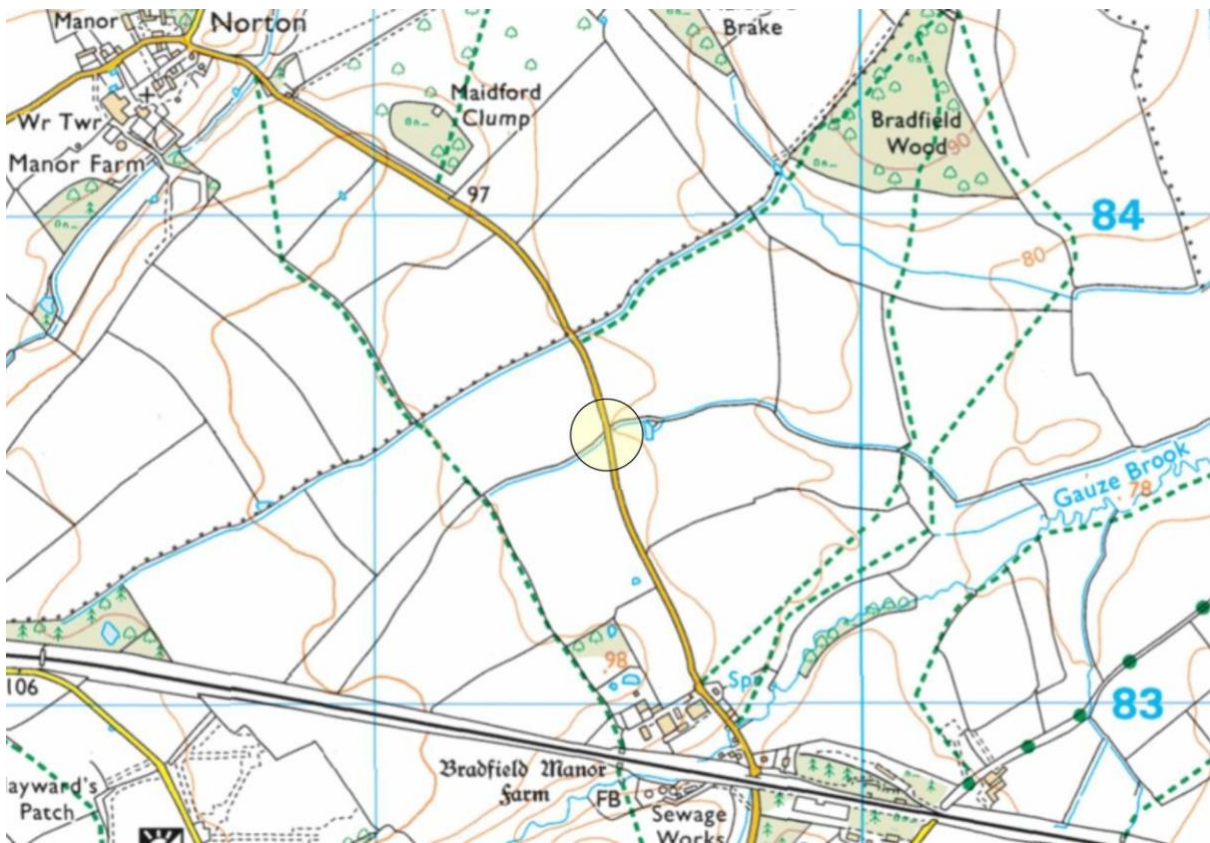 Manor
Norton
Brake
Maidford
Clump
Wr Twr
Manor Farm
Bradfield
Wood
90
97
84
80
Gauze Brook
78
98
Sp
83
106
Bradfield Manor
Farm
FB
Sewage
Works
ayward's
Patch